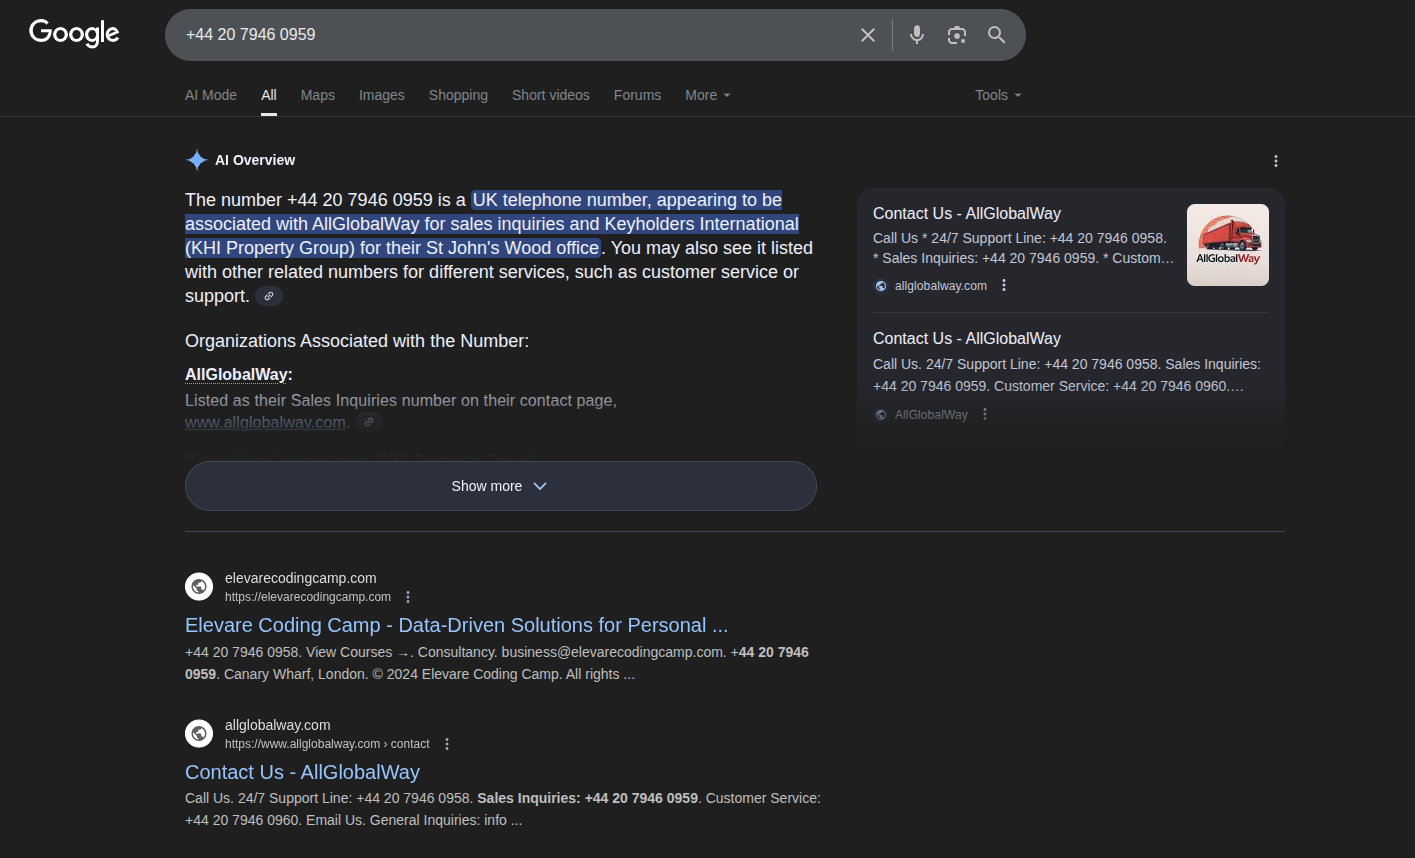 Google
+44 20 7946 0959
AI Mode
All
Maps
Images
Shopping
Short videos
Forums
More
Tools
AI Overview
The number +44 20 7946 0959 is a UK telephone number, appearing to be
associated with AllGlobalWay for sales inquiries and Keyholders International
(KHI Property Group) for their St John's Wood office. You may also see it listed
with other related numbers for different services, such as customer service or
support.
Organizations Associated with the Number:
AllGlobalWay:
Listed as their Sales Inquiries number on their contact page,
www.allglobalway.com.
Show more
Contact Us - AllGlobalWay
Call Us * 24/7 Support Line: +44 20 7946 0958.
* Sales Inquiries: +44 20 7946 0959. * Custom…
allglobalway.com
AllGlobalWay
Contact Us - AllGlobalWay
Call Us. 24/7 Support Line: +44 20 7946 0958. Sales Inquiries:
+44 20 7946 0959. Customer Service: +44 20 7946 0960.…
AllGlobalWay
elevarecodingcamp.com
https://elevarecodingcamp.com
Elevare Coding Camp - Data-Driven Solutions for Personal ...
+44 20 7946 0958. View Courses →. Consultancy. business@elevarecodingcamp.com. +44 20 7946
0959. Canary Wharf, London. © 2024 Elevare Coding Camp. All rights ...
allglobalway.com
https://www.allglobalway.com › contact
Contact Us - AllGlobalWay
Call Us. 24/7 Support Line: +44 20 7946 0958. Sales Inquiries: +44 20 7946 0959. Customer Service:
+44 20 7946 0960. Email Us. General Inquiries: info ...